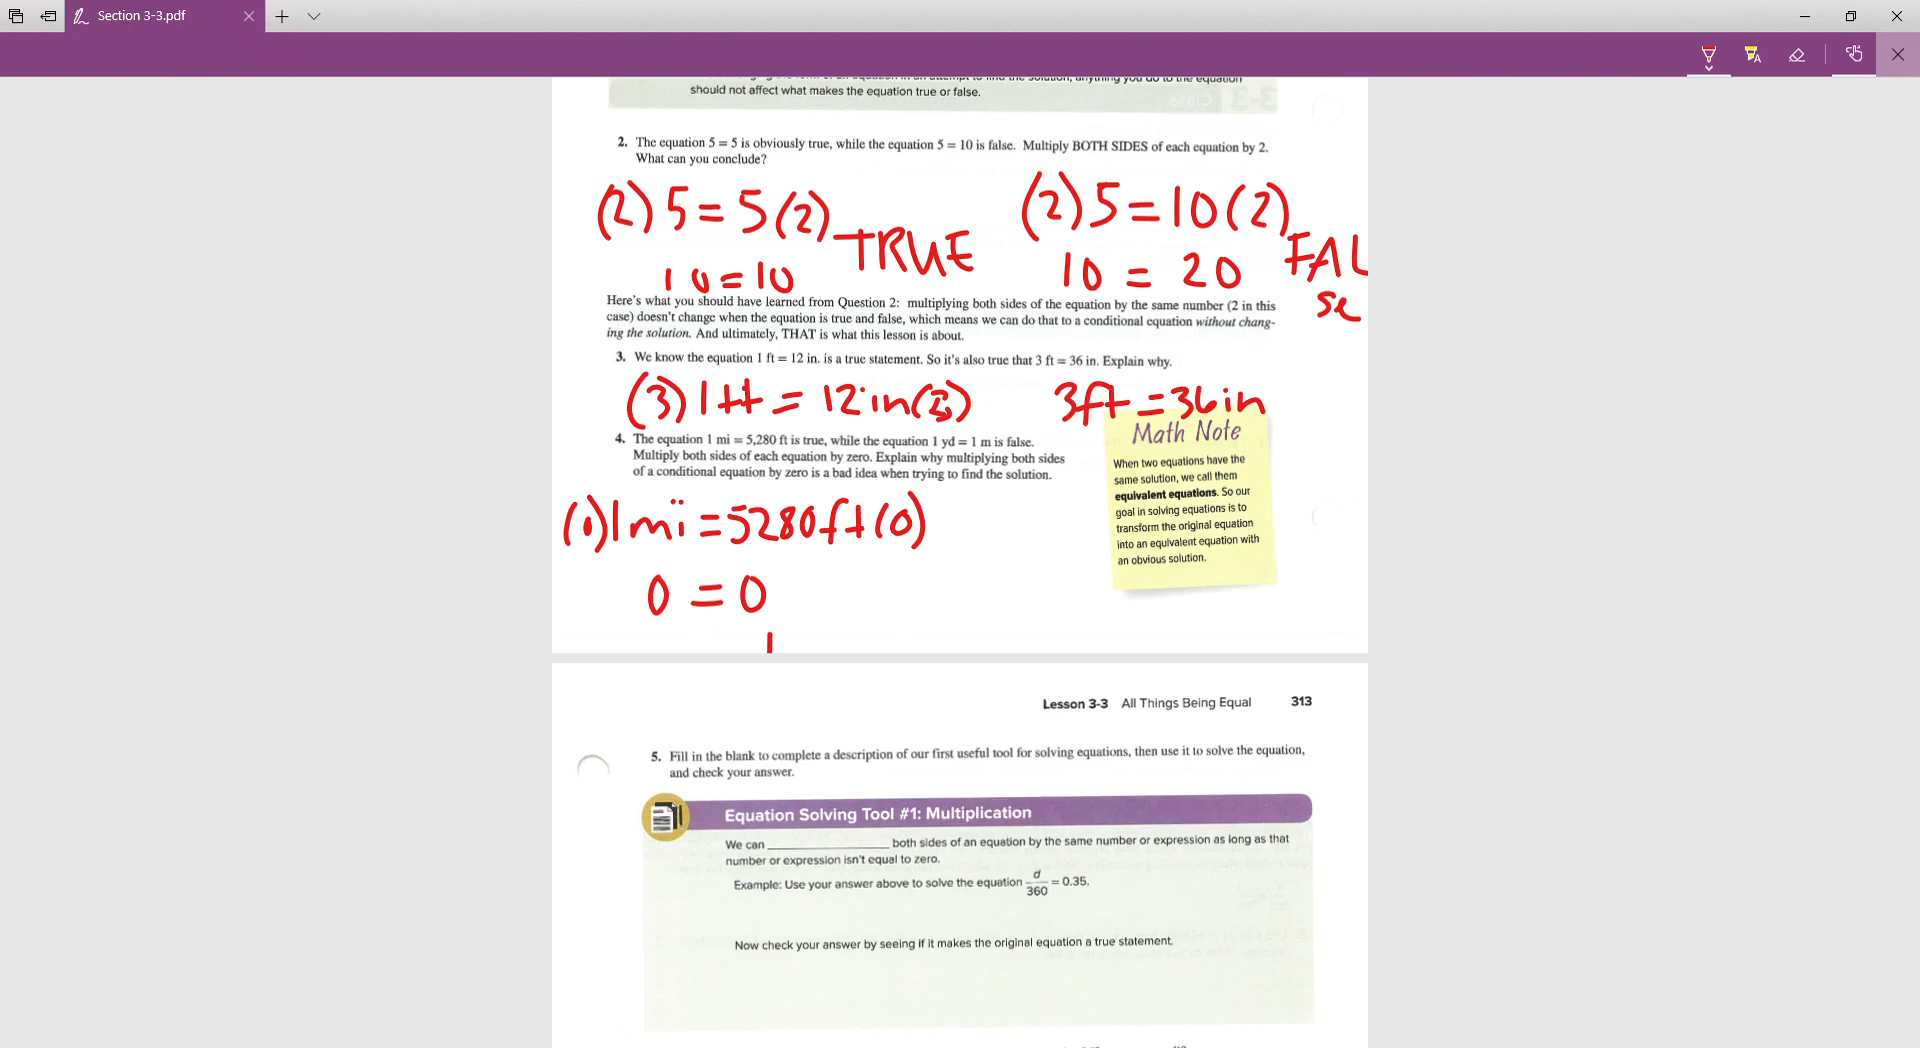 Section 3-3.pdf
should not affect what makes the equation true or false.
2. The equation 5 = 5 is obviously true, while the equation 5 = 10 is false. Multiply BOTH SIDES of each equation by 2.
What can you conclude?
(2) 5 = 5 (2)
TRUE
10 = 10
(2) 5 = 10 (2)
10 = 20
FAL
se
Here's what you should have learned from Question 2: multiplying both sides of the equation by the same number (2 in this
case) doesn't change when the equation is true and false, which means we can do that to a conditional equation without chang-
ing the solution. And ultimately, THAT is what this lesson is about.
3. We know the equation 1 ft = 12 in. is a true statement. So it's also true that 3 ft = 36 in. Explain why.
(3) 1 ft = 12 in (3)
3ft = 36 in
4. The equation 1 mi = 5,280 ft is true, while the equation 1 yd = 1 m is false.
Multiply both sides of each equation by zero. Explain why multiplying both sides
of a conditional equation by zero is a bad idea when trying to find the solution.
(0) 1 mi = 5280 ft (0)
0 = 0
Math Note
When two equations have the
same solution, we call them
equivalent equations. So our
goal in solving equations is to
transform the original equation
into an equivalent equation with
an obvious solution.
Lesson 3-3 All Things Being Equal 313
5. Fill in the blank to complete a description of our first useful tool for solving equations, then use it to solve the equation,
and check your answer.
Equation Solving Tool #1: Multiplication
We can ____________________ both sides of an equation by the same number or expression as long as that
number or expression isn't equal to zero.
Example: Use your answer above to solve the equation d/360 = 0.35.
Now check your answer by seeing if it makes the original equation a true statement.